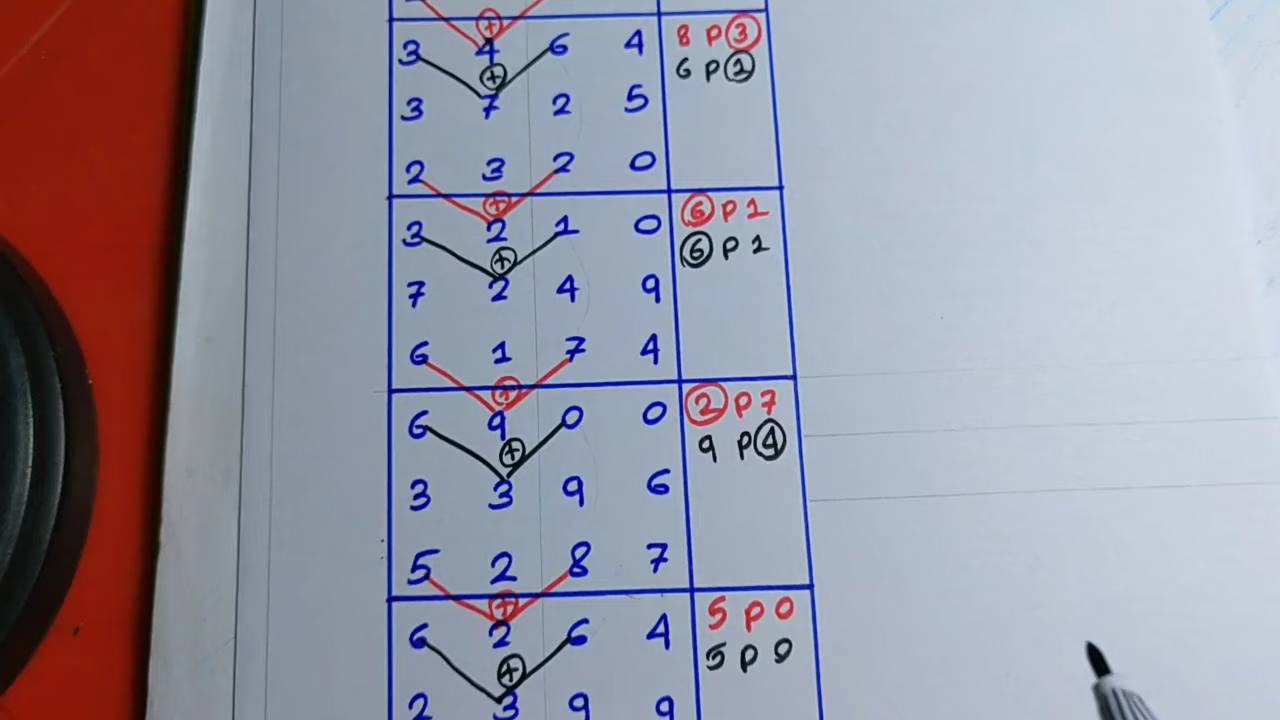 3 4 6 4 8 P 3
6 P 1
3 7 2 5
2 3 2 0
3 2 1 0 6 P 1
6 P 1
7 2 4 9
6 1 7 4
6 9 0 0 2 P 7
9 P 4
3 3 9 6
5 2 8 7
6 2 6 4 5 P 0
5 P 0
2 3 9 9